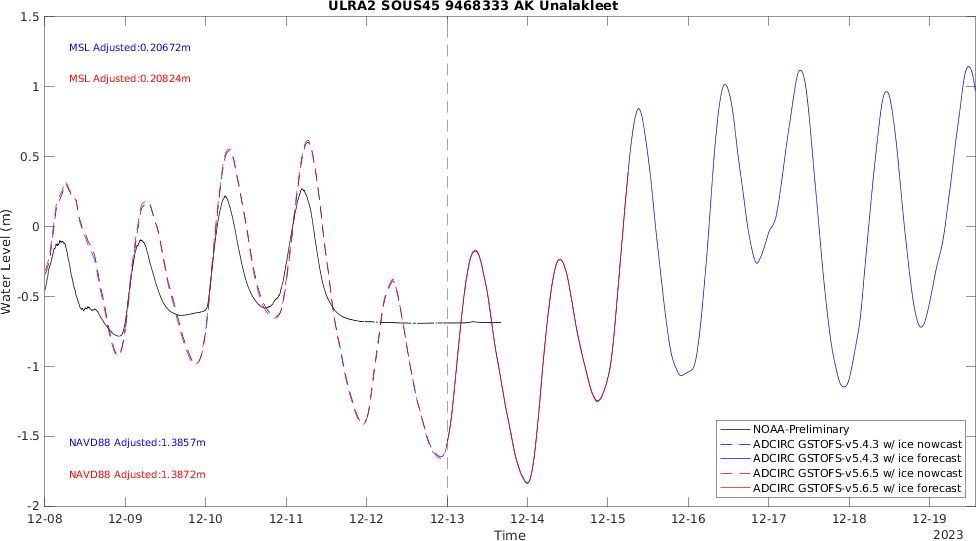 ULRA2 SOUS45 9468333 AK Unalakleet
MSL Adjusted:0.20672m
MSL Adjusted:0.20824m
NAVD88 Adjusted:1.3857m
NAVD88 Adjusted:1.3872m
Water Level (m)
1.5
1
0.5
0
-0.5
-1
-1.5
-2
NOAA-Preliminary
ADCIRC GSTOFS-v5.4.3 w/ ice nowcast
ADCIRC GSTOFS-v5.4.3 w/ ice forecast
ADCIRC GSTOFS-v5.6.5 w/ ice nowcast
ADCIRC GSTOFS-v5.6.5 w/ ice forecast
12-08 12-09 12-10 12-11 12-12 12-13 12-14 12-15 12-16 12-17 12-18 12-19
Time
2023